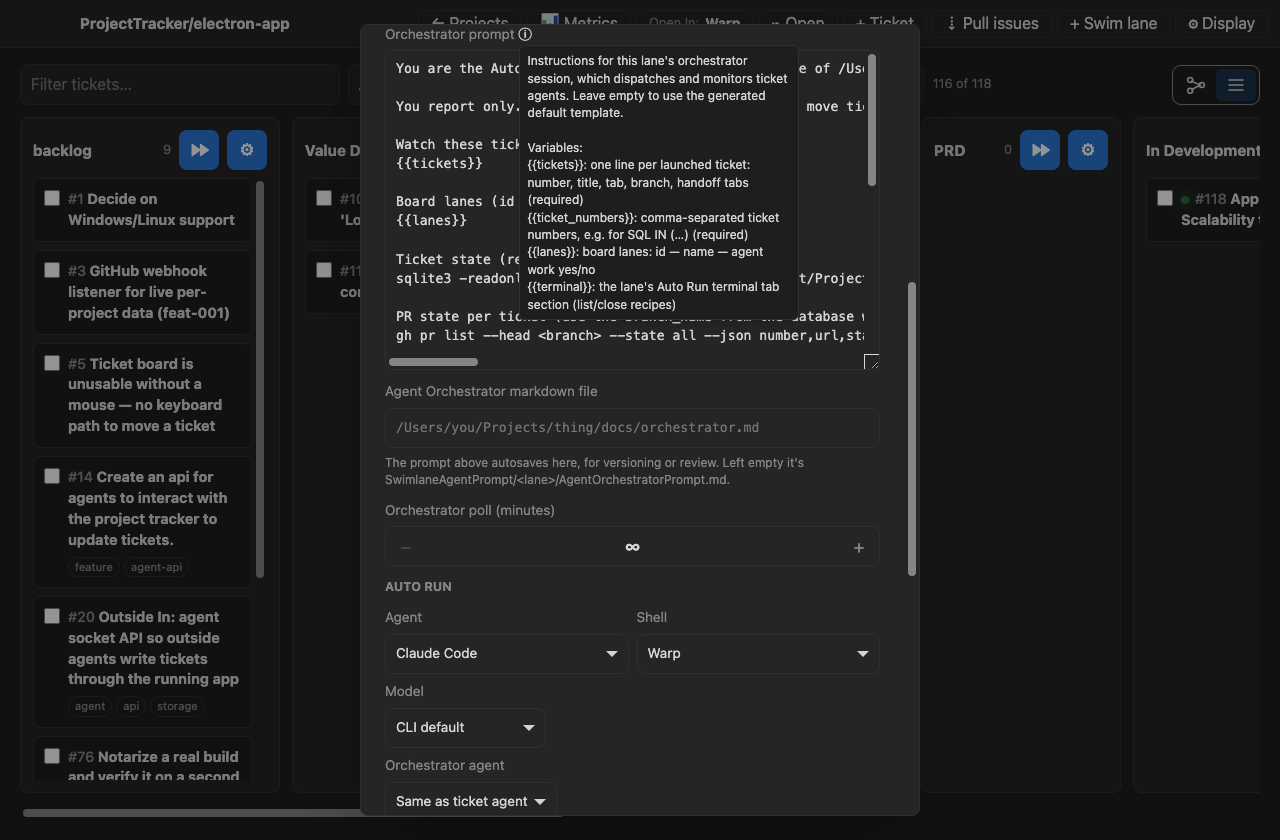 ProjectTracker/electron-app
← Projects
Metrics
Open In: Warp
Open
+ Ticket
Pull issues
+ Swim lane
Display
Filter tickets...
116 of 118
backlog
9
#1 Decide on
Windows/Linux support
#3 GitHub webhook
listener for live per-
project data (feat-001)
#5 Ticket board is
unusable without a
mouse — no keyboard
path to move a ticket
#14 Create an api for
agents to interact with
the project tracker to
update tickets.
feature
agent-api
#20 Outside In: agent
socket API so outside
agents write tickets
through the running app
agent
api
storage
#76 Notarize a real build
and verify it on a second
Value D
'Lo
cor
Orchestrator prompt ⓘ
You are the Auto
e of /Use
You report only.
move tic
Watch these tick
{{tickets}}
Board lanes (id
{{lanes}}
Ticket state (re
sqlite3 -readonl
t/Project
PR state per ticket
the database w
gh pr list --head <branch> --state all --json number,url,sta
Instructions for this lane's orchestrator
session, which dispatches and monitors ticket
agents. Leave empty to use the generated
default template.
Variables:
{{tickets}}: one line per launched ticket:
number, title, tab, branch, handoff tabs
(required)
{{ticket_numbers}}: comma-separated ticket
numbers, e.g. for SQL IN (…) (required)
{{lanes}}: board lanes: id — name — agent
work yes/no
{{terminal}}: the lane's Auto Run terminal tab
section (list/close recipes)
Agent Orchestrator markdown file
/Users/you/Projects/thing/docs/orchestrator.md
The prompt above autosaves here, for versioning or review. Left empty it's
SwimlaneAgentPrompt/<lane>/AgentOrchestratorPrompt.md.
Orchestrator poll (minutes)
− ∞ +
AUTO RUN
Agent
Shell
Claude Code
Warp
Model
CLI default
Orchestrator agent
Same as ticket agent
PRD
0
In Development
#118 App
Scalability